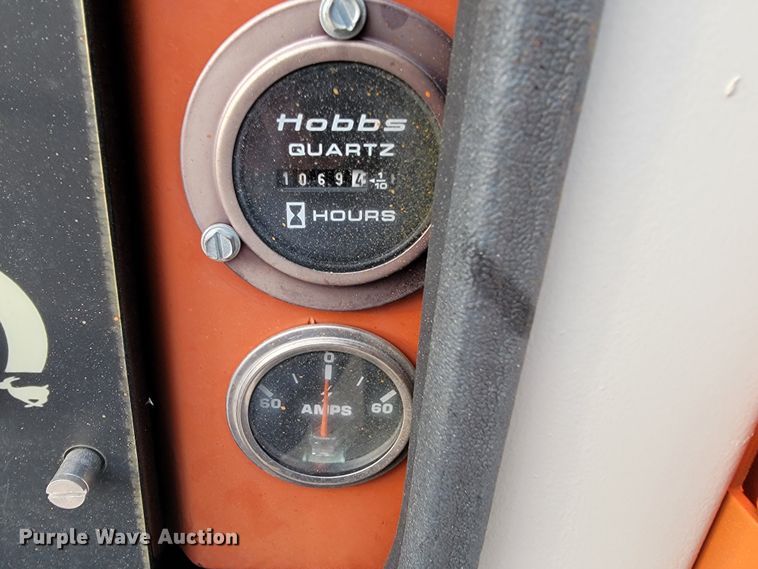 Hobbs
QUARTZ
10694 1/10
HOURS
0
60 60
AMPS
Purple Wave Auction®